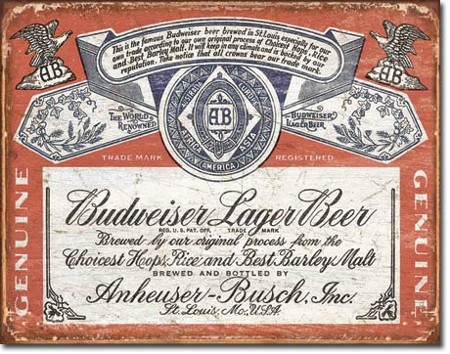 This is the famous Budweiser beer brewed in St. Louis especially for our
own trade according to our own original process of Choicest Hops, Rice
and Best Barley Malt. It will keep in any climate and is backed by our
reputation. Take notice that all crowns bear our trade mark.
AB
AB
THE WORLD
RENOWNED
EUROPE
AB
ASIA
AMERICA
AFRICA
BUDWEISER
LAGER BEER
TRADE MARK
REGISTERED
GENUINE
Budweiser Lager Beer
REG. U.S. PAT. OFF. TRADE MARK
Brewed by our original process from the
Choicest Hops, Rice and Best Barley Malt
BREWED AND BOTTLED BY
Anheuser-Busch, Inc.
St. Louis, Mo., U.S.A.
GENUINE